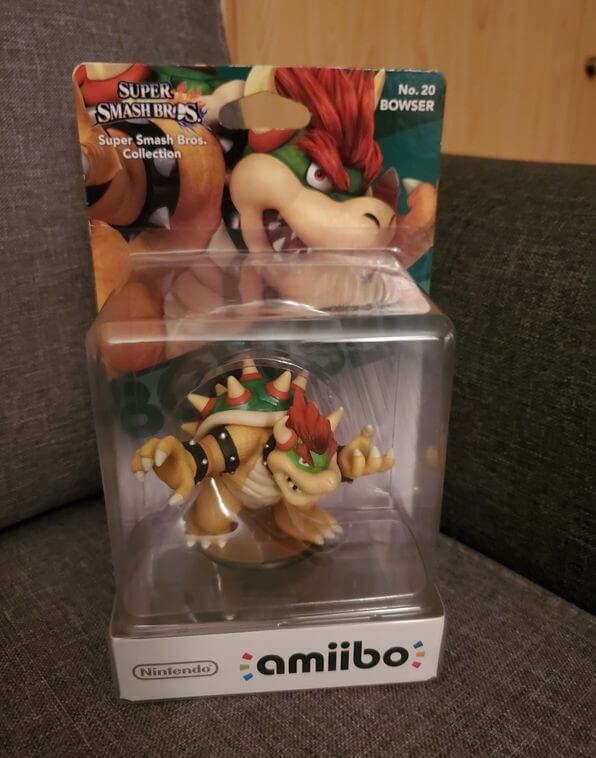 SUPER
SMASH BROS.
Super Smash Bros.
Collection
No. 20
BOWSER
Nintendo
amiibo